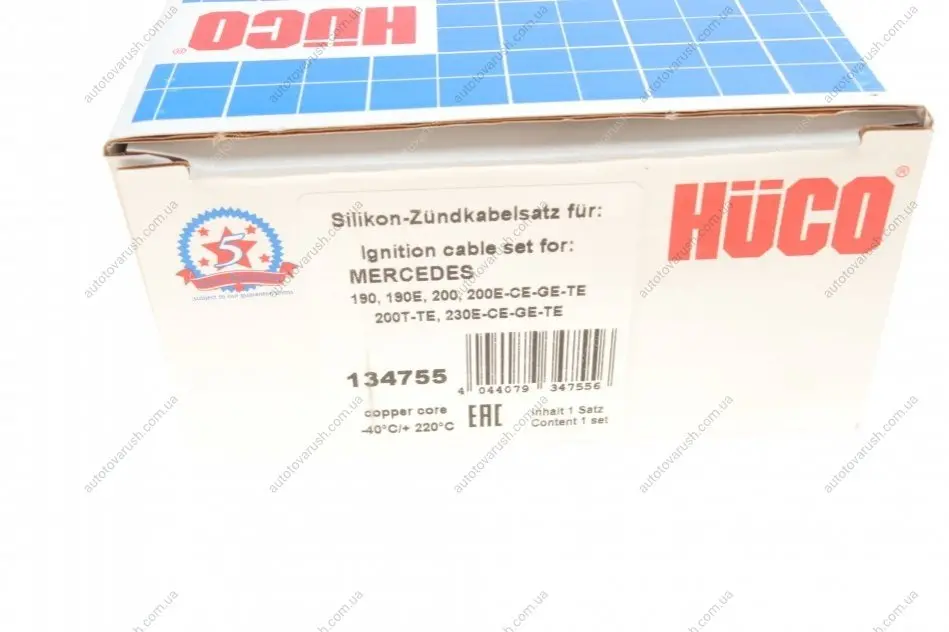 HÜCO®
HÜCO®
5
Silikon-Zündkabelsatz für:
Ignition cable set for:
MERCEDES
190, 190E, 200, 200E-CE-GE-TE
200T-TE, 230E-CE-GE-TE
134755
4 044079 347556
copper core
-40°C/+ 220°C
EAC
Inhalt 1 Satz
Content 1 set
autotovarush.com.ua